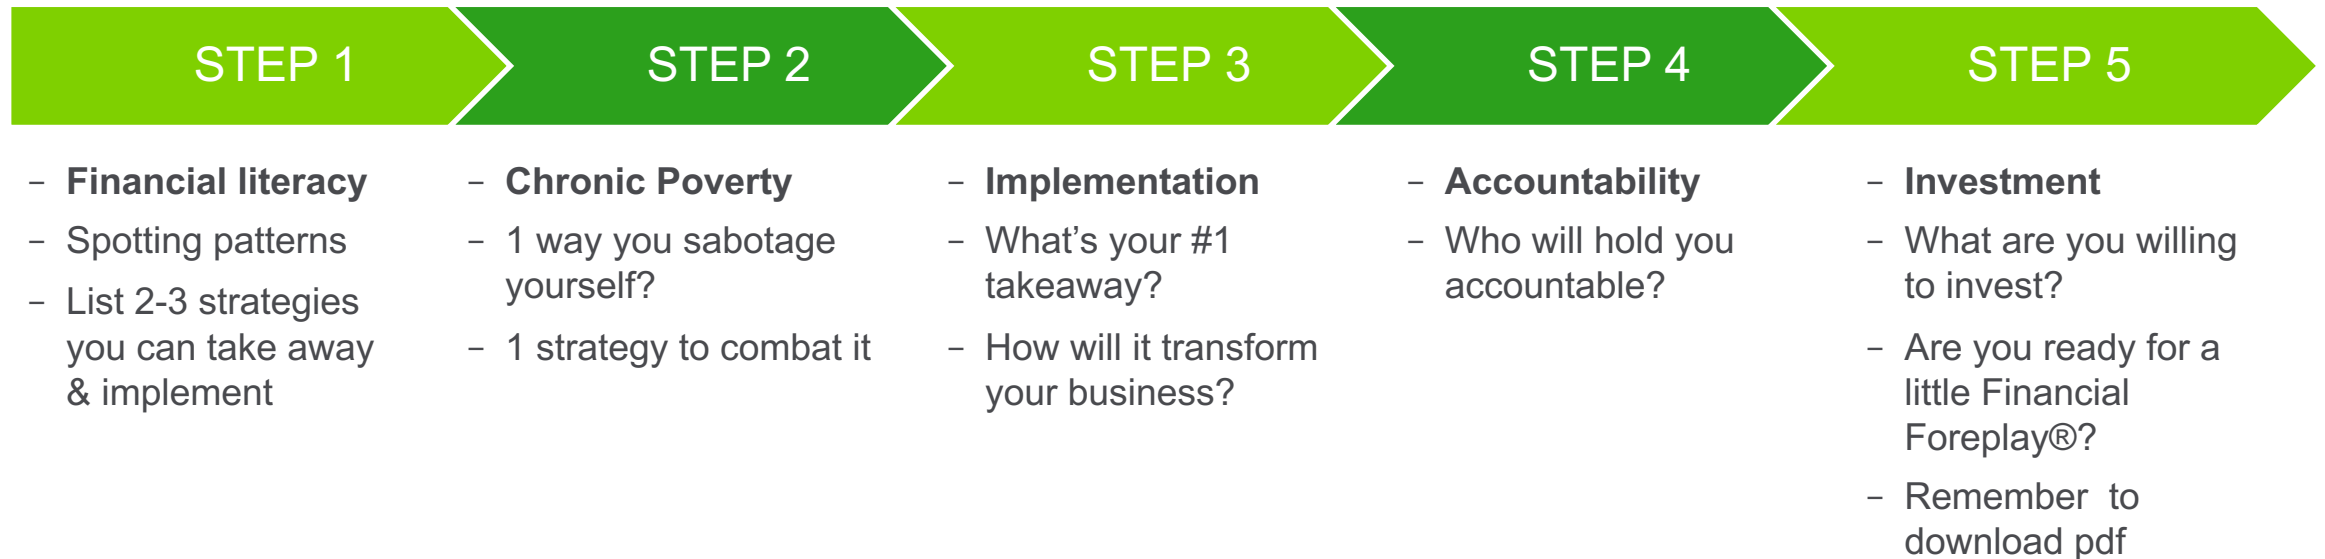 STEP 1
STEP 2
STEP 3
STEP 4
STEP 5
- Financial literacy
- Spotting patterns
- List 2-3 strategies
you can take away
& implement
- Chronic Poverty
- 1 way you sabotage
yourself?
- 1 strategy to combat it
- Implementation
- What’s your #1
takeaway?
- How will it transform
your business?
- Accountability
- Who will hold you
accountable?
- Investment
- What are you willing
to invest?
- Are you ready for a
little Financial
Foreplay®?
- Remember  to
download pdf